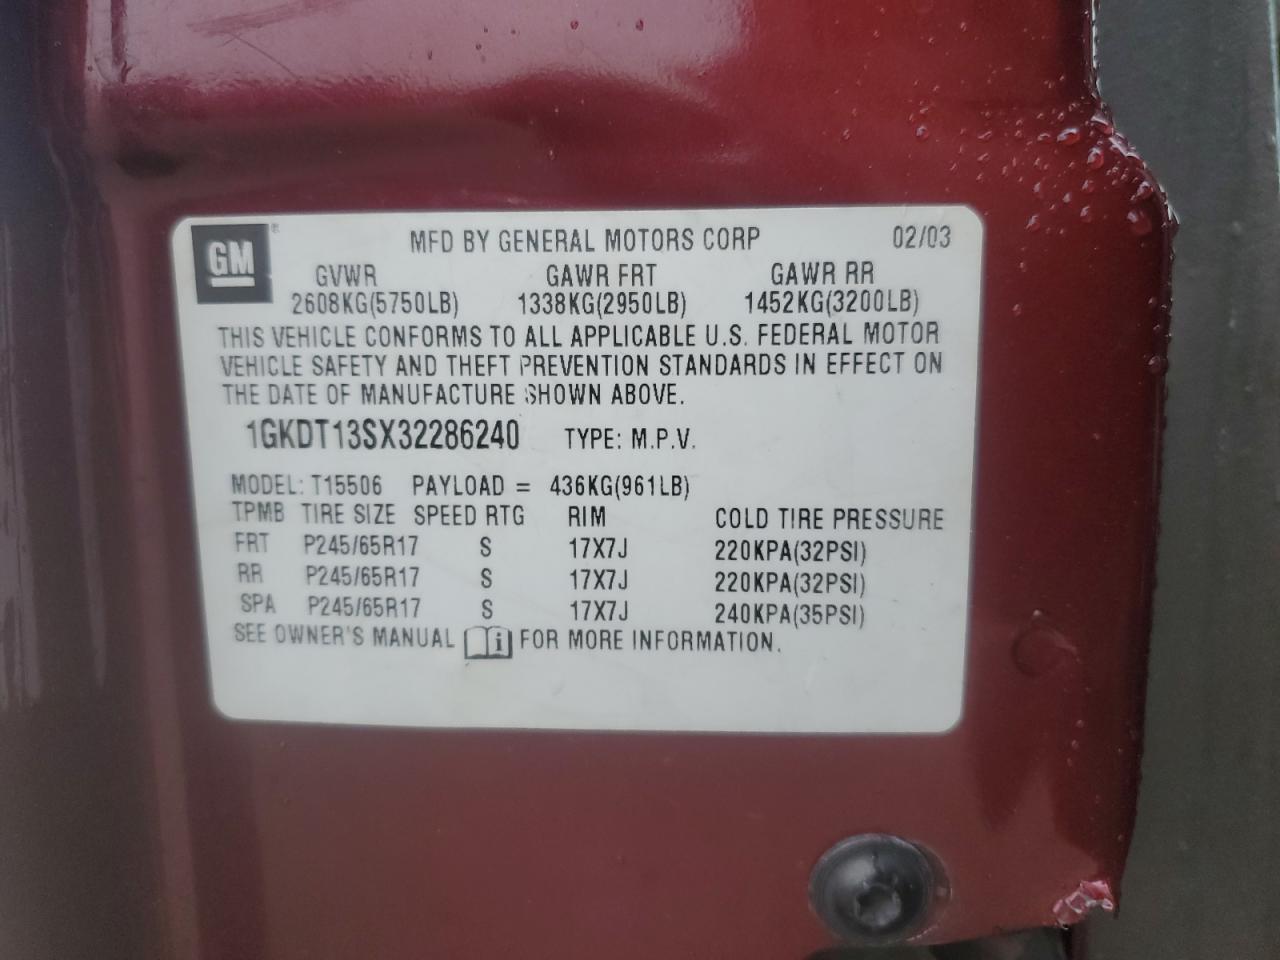 GM ®
MFD BY GENERAL MOTORS CORP 02/03
GVWR GAWR FRT GAWR RR
2608KG(5750LB) 1338KG(2950LB) 1452KG(3200LB)
THIS VEHICLE CONFORMS TO ALL APPLICABLE U.S. FEDERAL MOTOR
VEHICLE SAFETY AND THEFT PREVENTION STANDARDS IN EFFECT ON
THE DATE OF MANUFACTURE SHOWN ABOVE.
1GKDT13SX32286240 TYPE: M.P.V.
MODEL: T15506 PAYLOAD = 436KG(961LB)
TPMB TIRE SIZE SPEED RTG RIM COLD TIRE PRESSURE
FRT P245/65R17 S 17X7J 220KPA(32PSI)
RR P245/65R17 S 17X7J 220KPA(32PSI)
SPA P245/65R17 S 17X7J 240KPA(35PSI)
SEE OWNER'S MANUAL i FOR MORE INFORMATION.